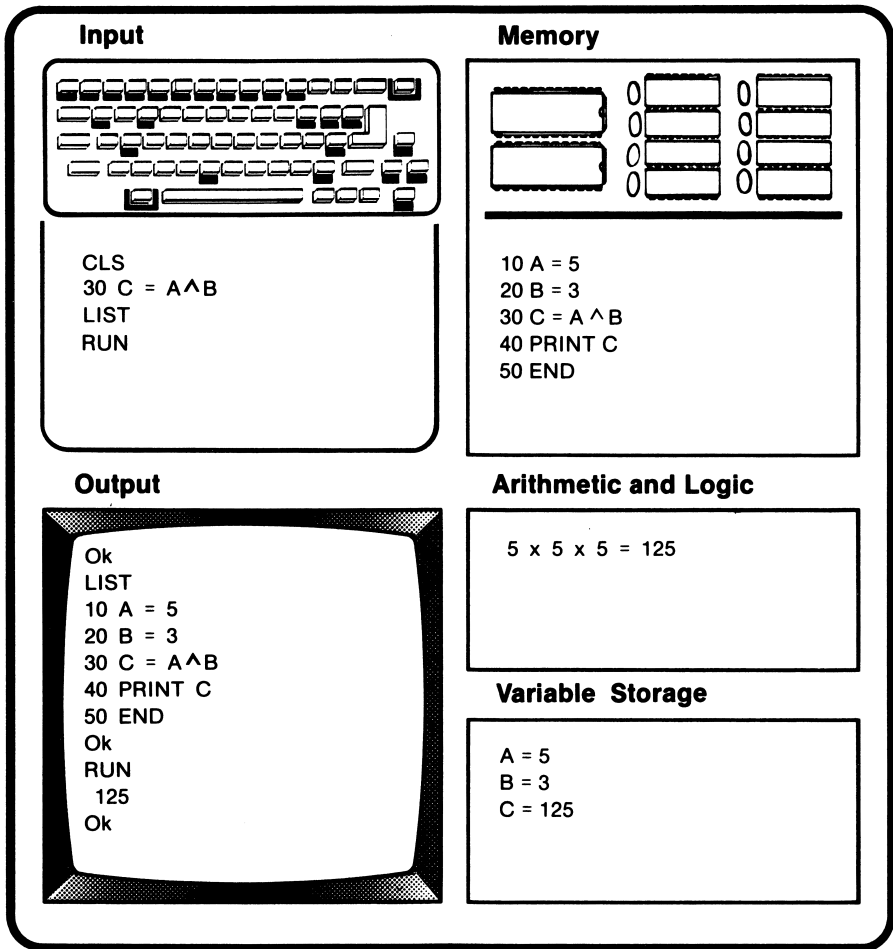 Input
CLS
30 C = A^B
LIST
RUN
Memory
10 A = 5
20 B = 3
30 C = A ^ B
40 PRINT C
50 END
Output
Ok
LIST
10 A = 5
20 B = 3
30 C = A^B
40 PRINT C
50 END
Ok
RUN
125
Ok
Arithmetic and Logic
5 x 5 x 5 = 125
Variable Storage
A = 5
B = 3
C = 125